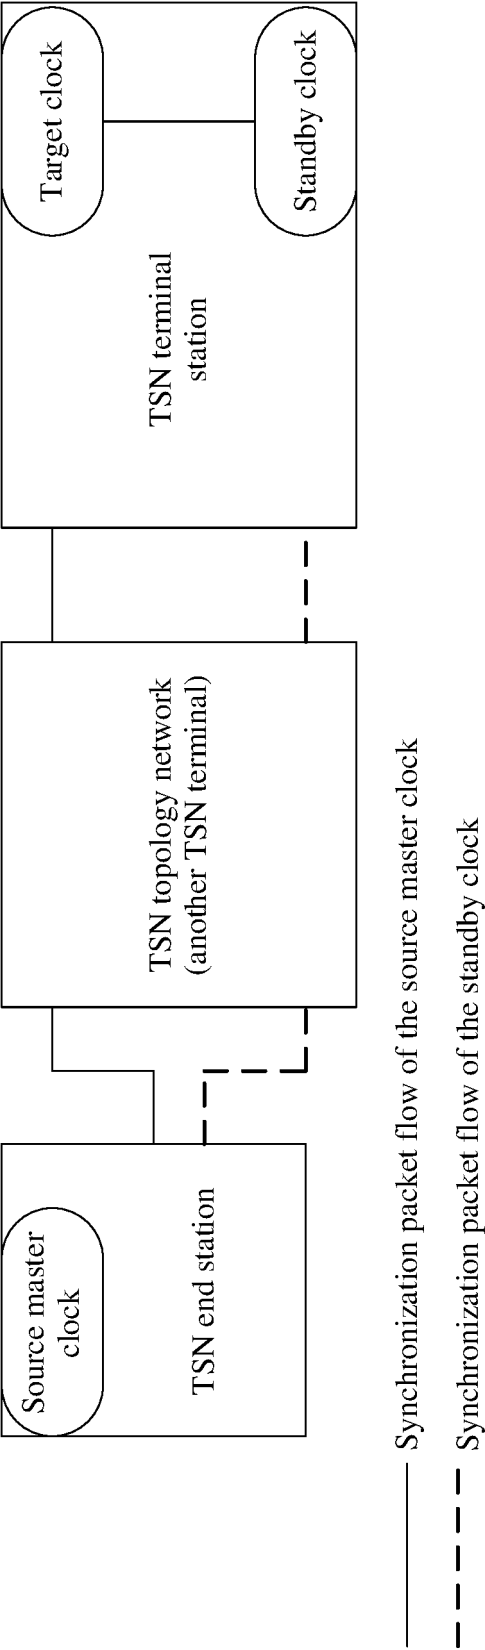 Source master
clock
TSN end station
TSN topology network
(another TSN terminal)
Target clock
TSN terminal
station
Standby clock
Synchronization packet flow of the source master clock
Synchronization packet flow of the standby clock